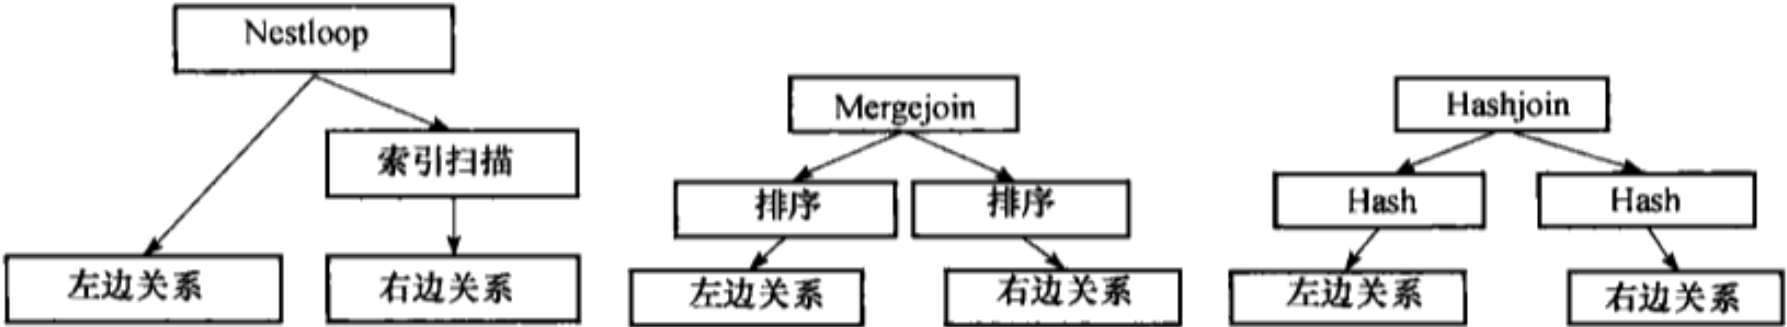 Nestloop
索引扫描
左边关系
右边关系
Mergejoin
排序
排序
左边关系
右边关系
Hashjoin
Hash
Hash
左边关系
右边关系